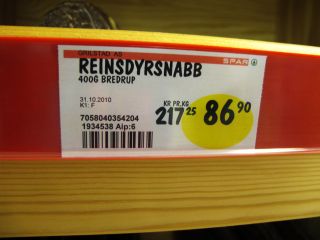 GRILSTAD AS
SPAR
REINSDYRSNABB
400G BREDRUP
31.10.2010
K1: F
KR PR.KG
217 25
86 90
7058040354204
1934538 Alp:6